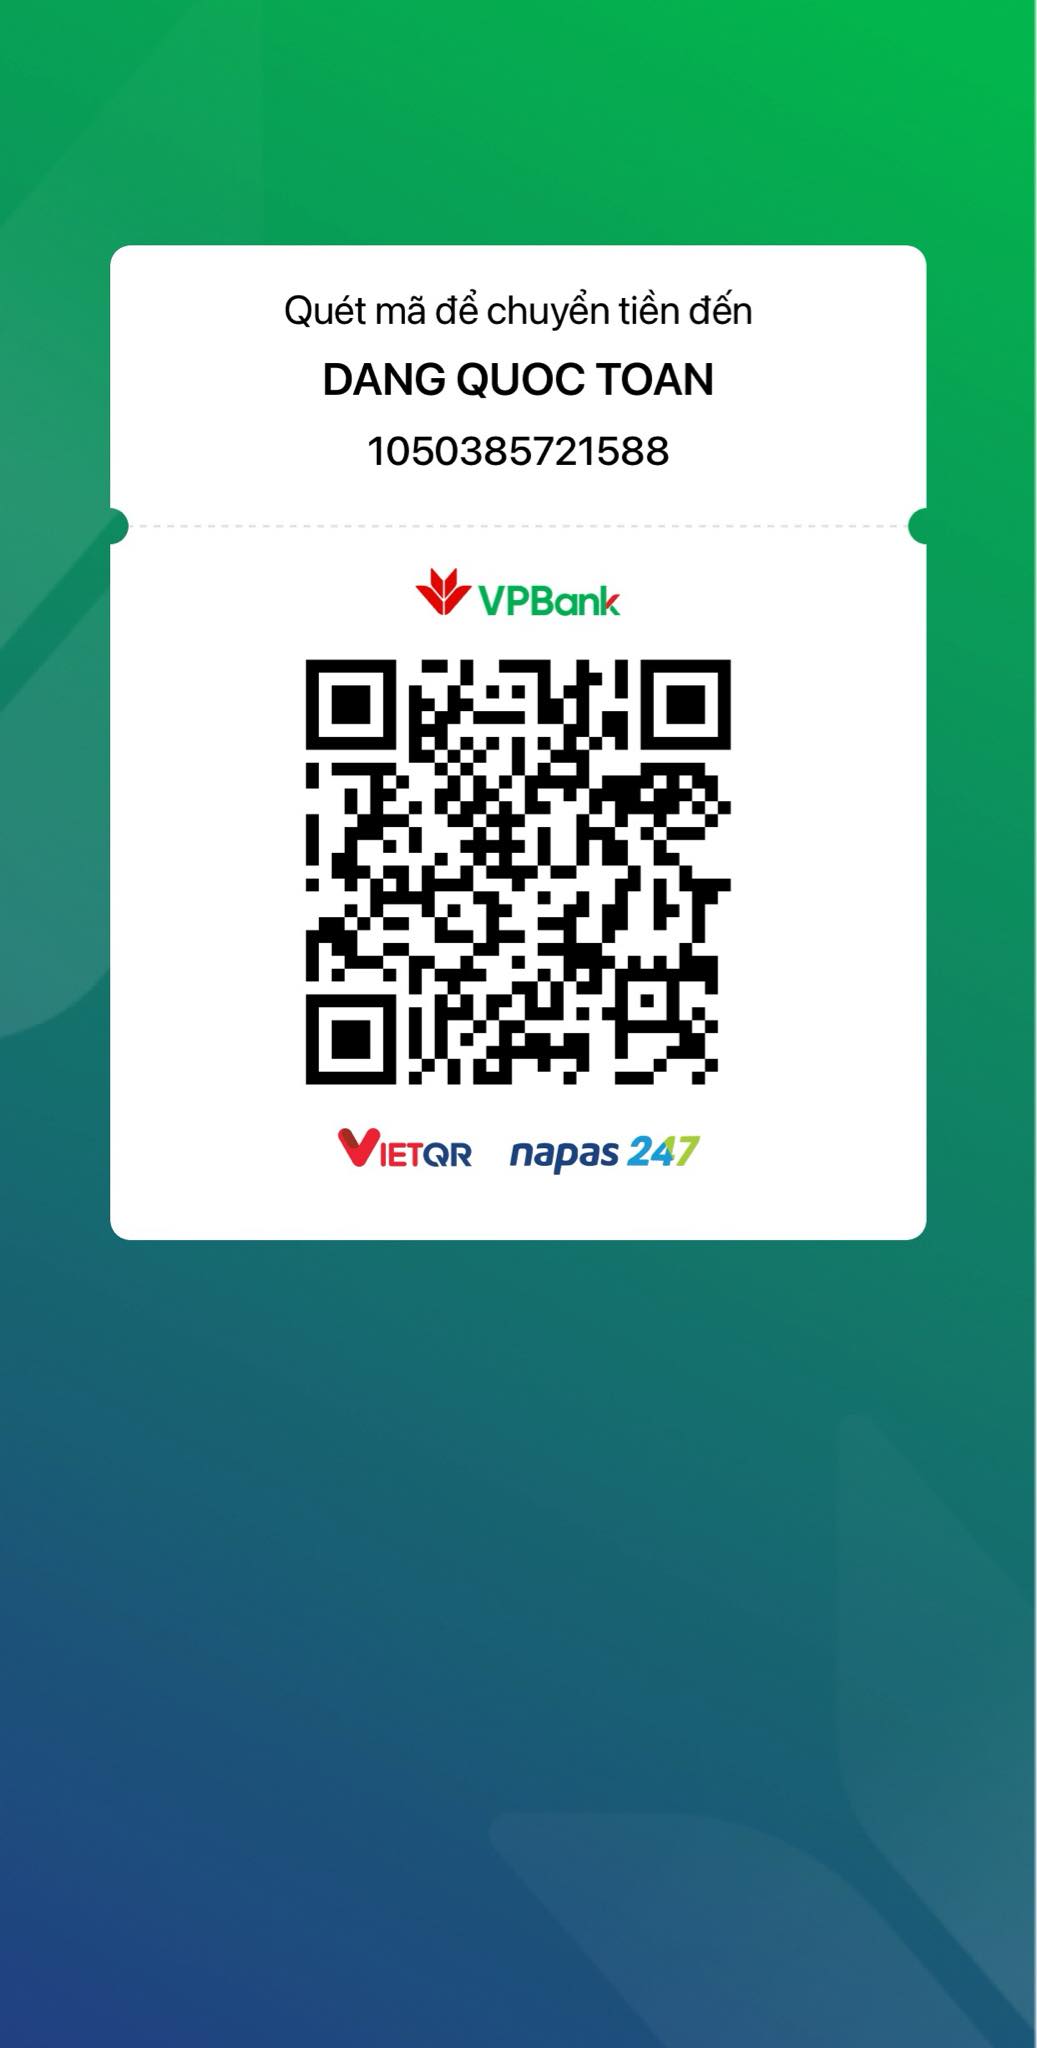 Quét mã để chuyển tiền đến
DANG QUOC TOAN
1050385721588
VPBank
VIETQR napas 247